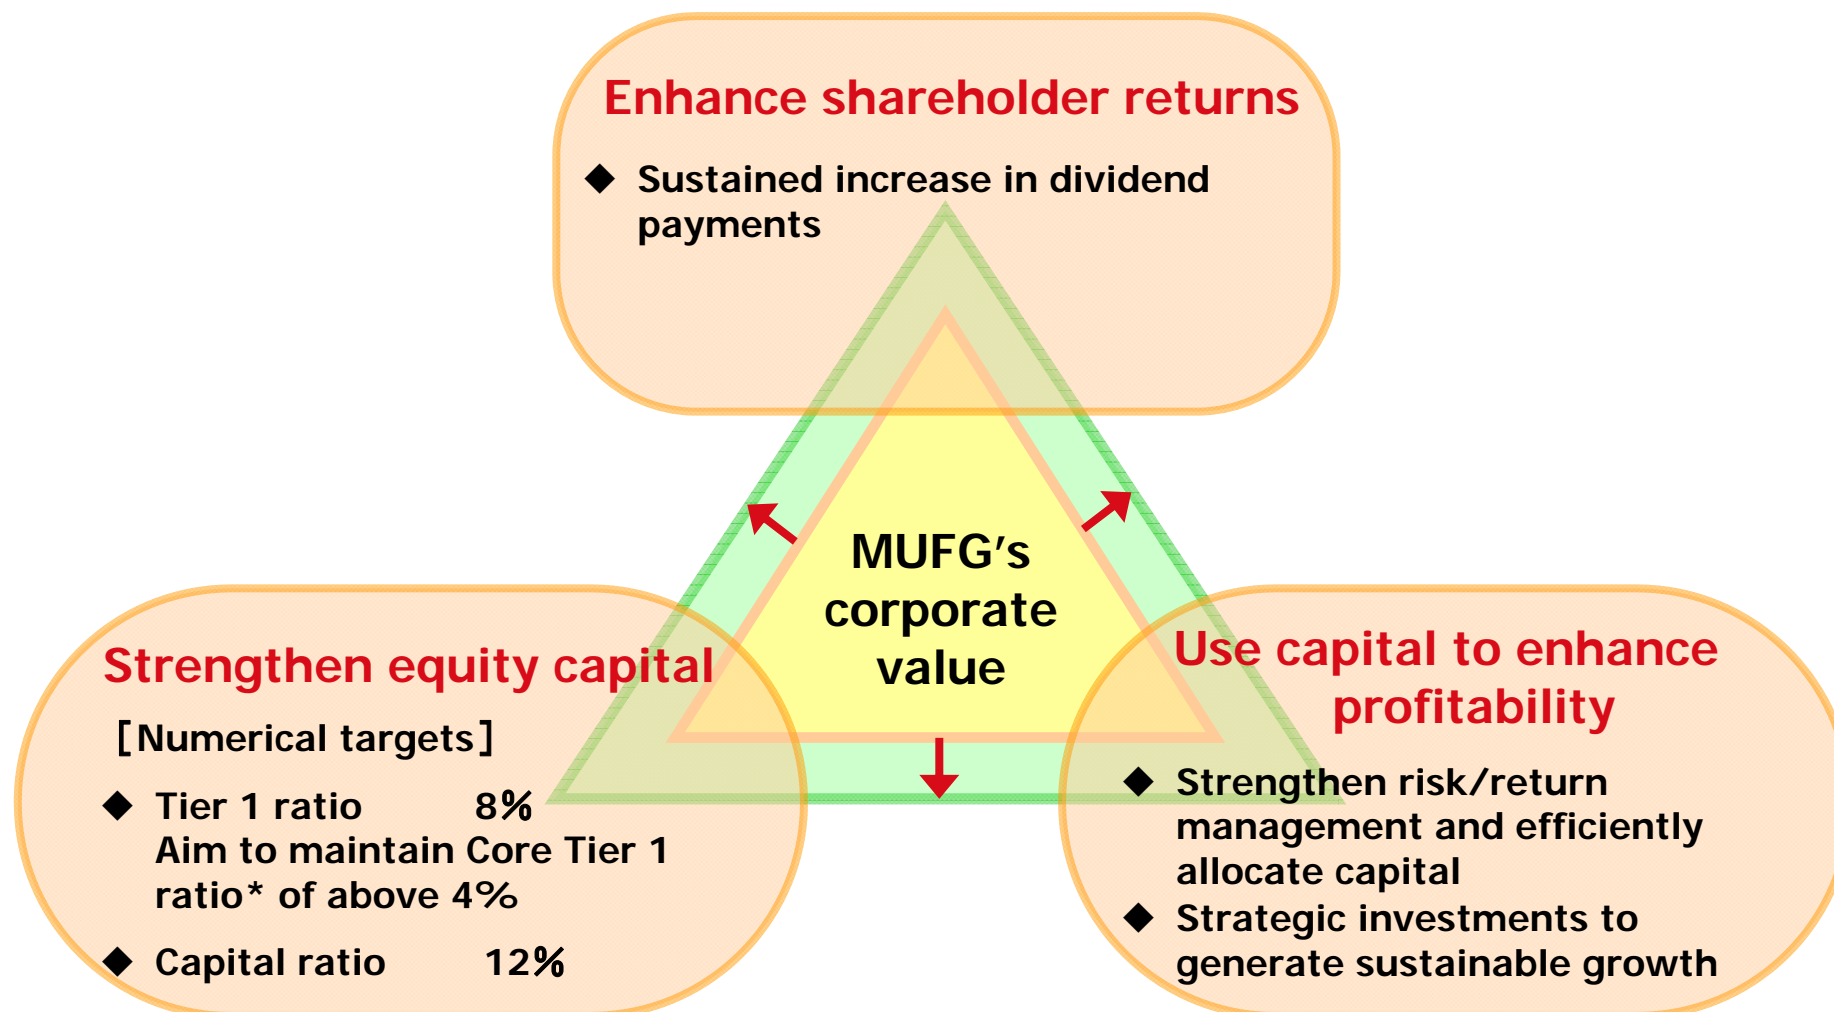 Enhance shareholder returns
◆ Sustained increase in dividend
payments
MUFG's
corporate
value
Strengthen equity capital
[Numerical targets]
◆ Tier 1 ratio 8%
Aim to maintain Core Tier 1
ratio* of above 4%
◆ Capital ratio 12%
Use capital to enhance
profitability
◆ Strengthen risk/return
management and efficiently
allocate capital
◆ Strategic investments to
generate sustainable growth